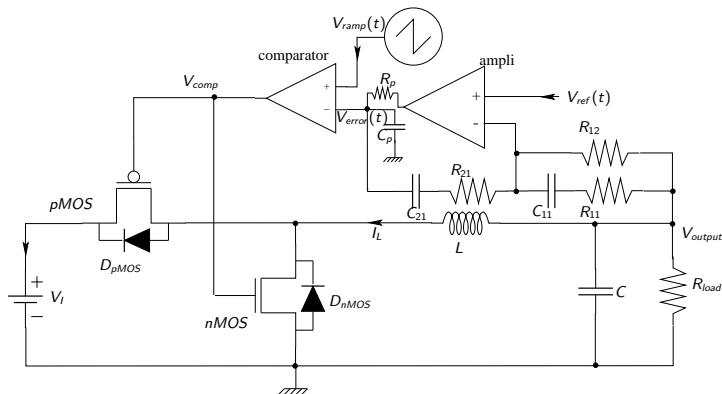 V_ramp(t)
comparator
ampli
V_comp
R_p
+
+
V_ref(t)
−
-
V_error(t)
C_p
R_12
R_21
pMOS
C_21
C_11
R_11
I_L
L
V_output
D_pMOS
+
V_I
−
D_nMOS
C
R_load
nMOS